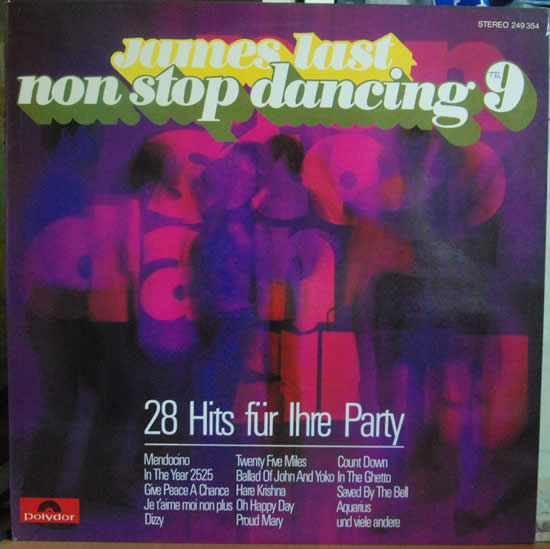 STEREO 249 354
james last
non stop dancing 9
28 Hits für Ihre Party
Mendocino
In The Year 2525
Give Peace A Chance
Je t'aime moi non plus
Dizzy
Twenty Five Miles
Ballad Of John And Yoko
Hare Krishna
Oh Happy Day
Proud Mary
Count Down
In The Ghetto
Saved By The Bell
Aquarius
und viele andere
Polydor